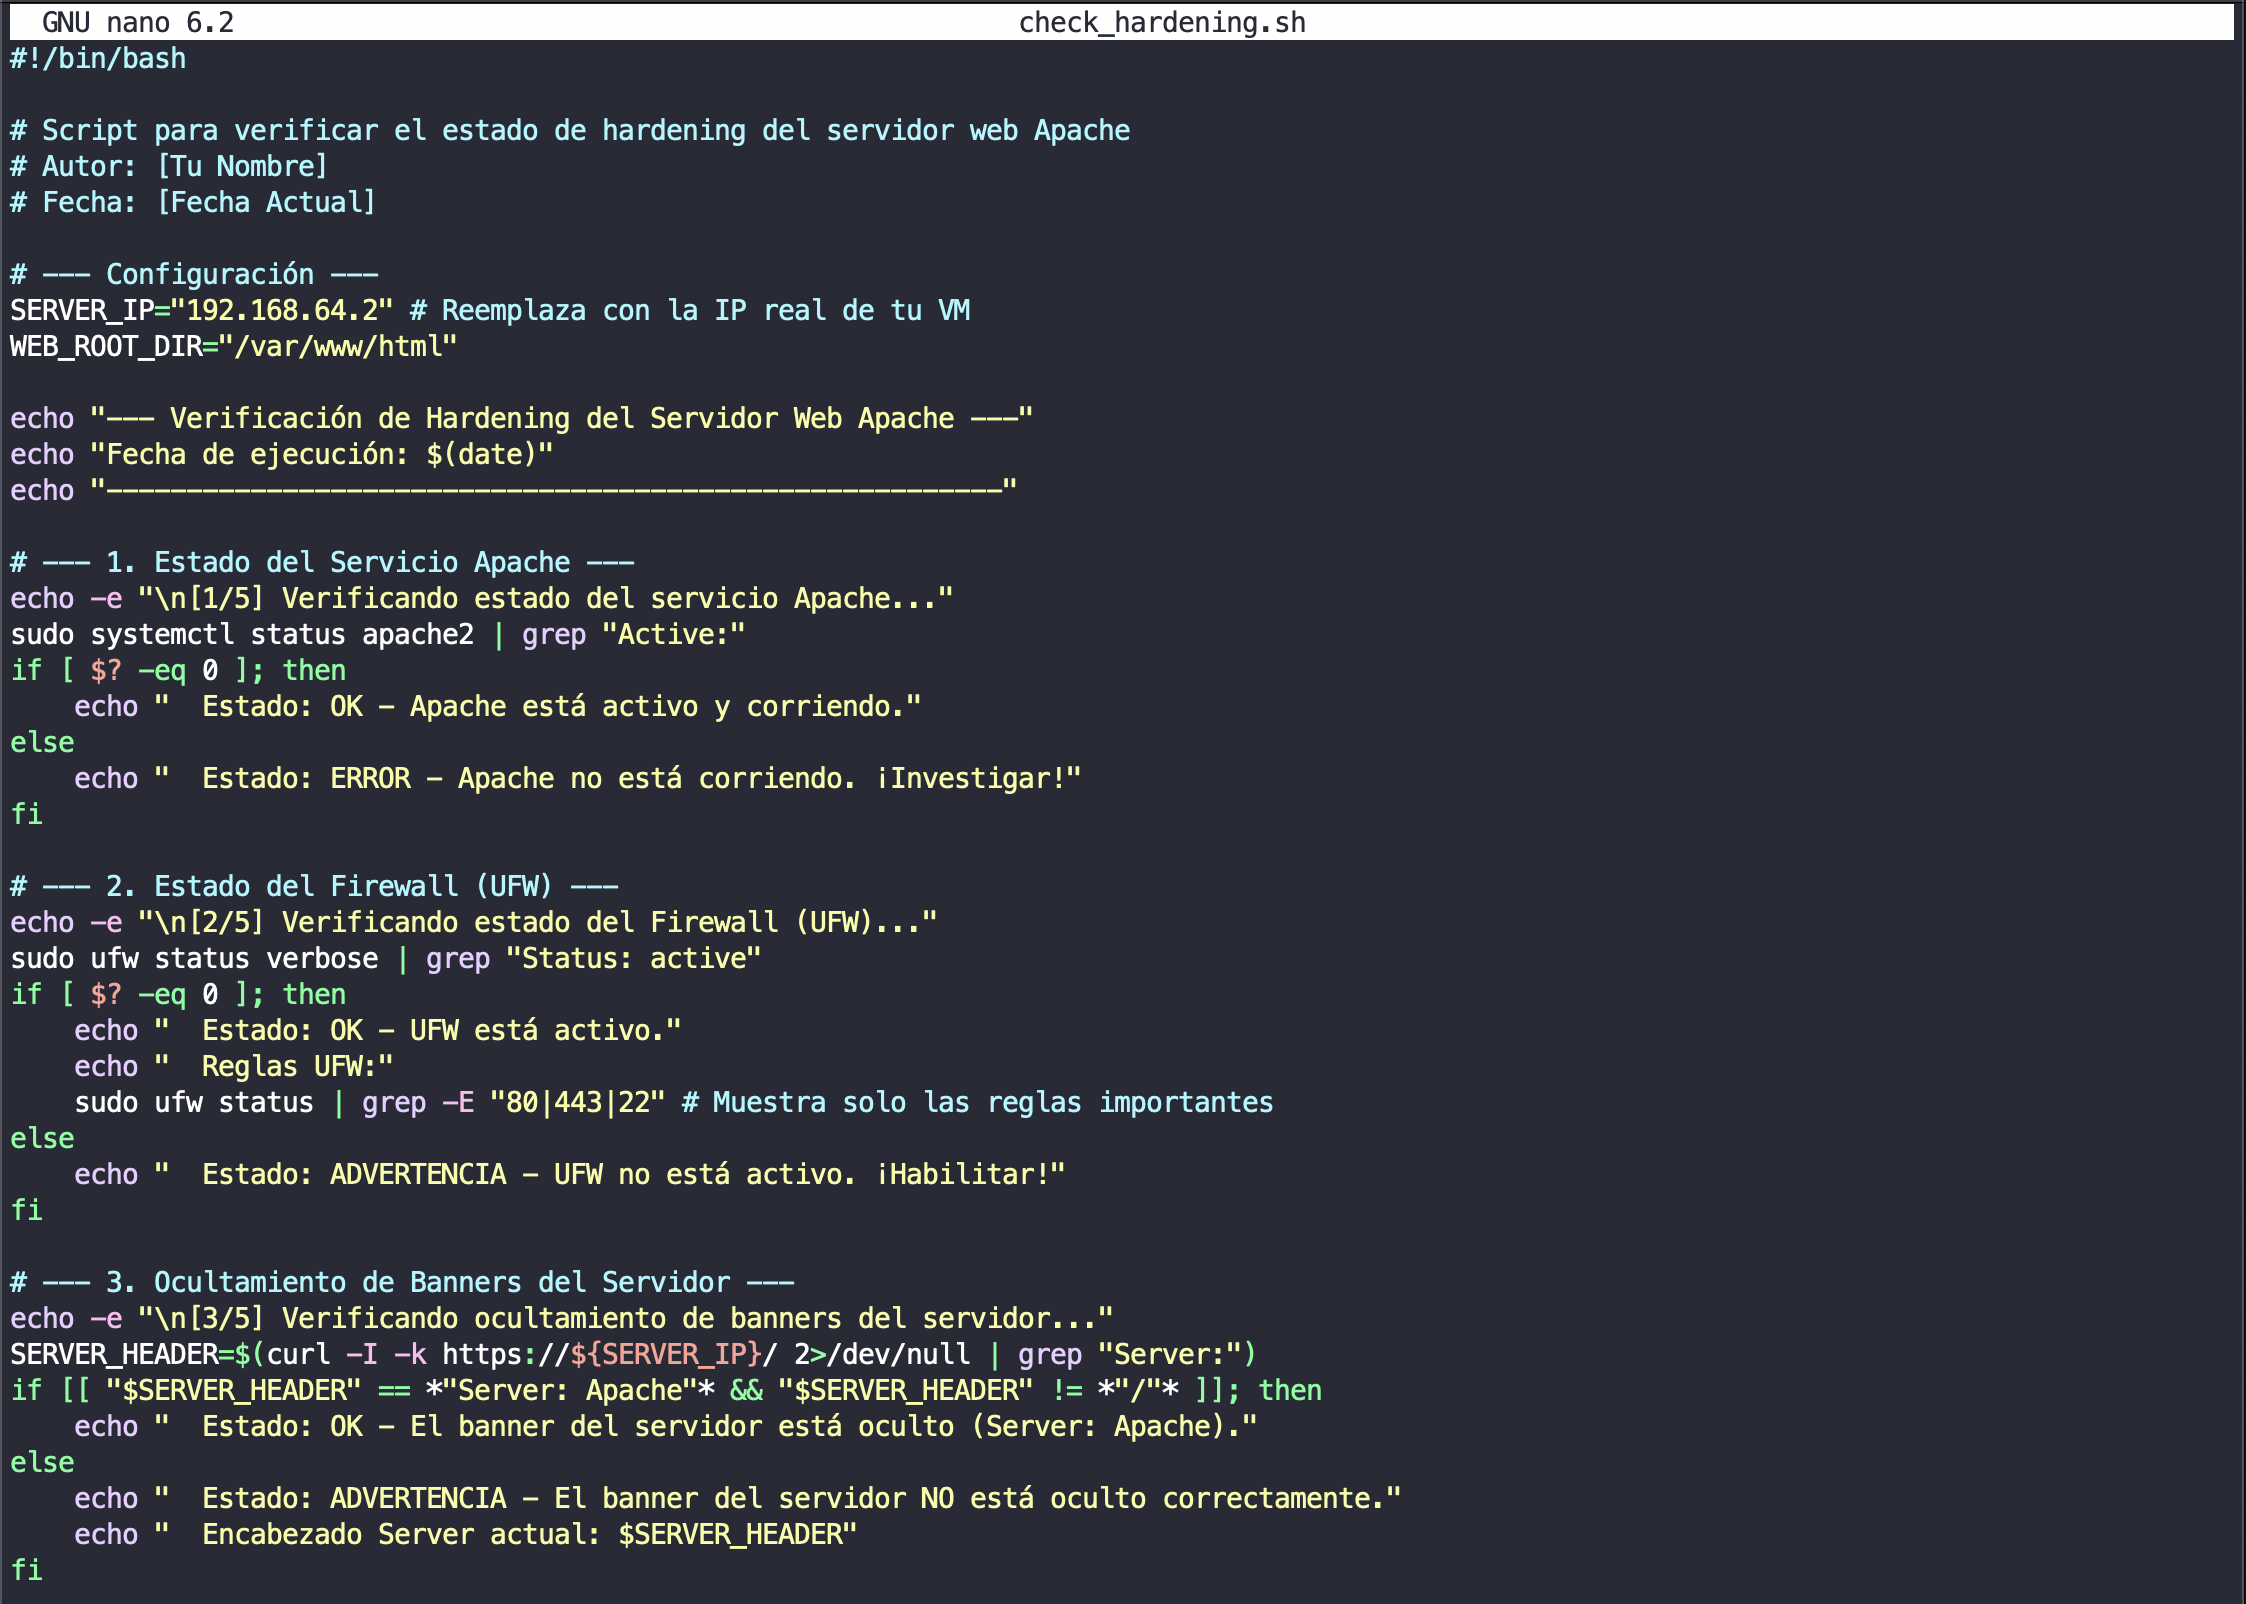 GNU nano 6.2 check_hardening.sh
#!/bin/bash
# Script para verificar el estado de hardening del servidor web Apache
# Autor: [Tu Nombre]
# Fecha: [Fecha Actual]
# --- Configuración ---
SERVER_IP="192.168.64.2" # Reemplaza con la IP real de tu VM
WEB_ROOT_DIR="/var/www/html"
echo "--- Verificación de Hardening del Servidor Web Apache ---"
echo "Fecha de ejecución: $(date)"
echo "--------------------------------------------------------"
# --- 1. Estado del Servicio Apache ---
echo -e "\n[1/5] Verificando estado del servicio Apache..."
sudo systemctl status apache2 | grep "Active:"
if [ $? -eq 0 ]; then
    echo "  Estado: OK - Apache está activo y corriendo."
else
    echo "  Estado: ERROR - Apache no está corriendo. ¡Investigar!"
fi
# --- 2. Estado del Firewall (UFW) ---
echo -e "\n[2/5] Verificando estado del Firewall (UFW)..."
sudo ufw status verbose | grep "Status: active"
if [ $? -eq 0 ]; then
    echo "  Estado: OK - UFW está activo."
    echo "  Reglas UFW:"
    sudo ufw status | grep -E "80|443|22" # Muestra solo las reglas importantes
else
    echo "  Estado: ADVERTENCIA - UFW no está activo. ¡Habilitar!"
fi
# --- 3. Ocultamiento de Banners del Servidor ---
echo -e "\n[3/5] Verificando ocultamiento de banners del servidor..."
SERVER_HEADER=$(curl -I -k https://${SERVER_IP}/ 2>/dev/null | grep "Server:")
if [[ "$SERVER_HEADER" == *"Server: Apache"* && "$SERVER_HEADER" != *"/"* ]]; then
    echo "  Estado: OK - El banner del servidor está oculto (Server: Apache)."
else
    echo "  Estado: ADVERTENCIA - El banner del servidor NO está oculto correctamente."
    echo "  Encabezado Server actual: $SERVER_HEADER"
fi